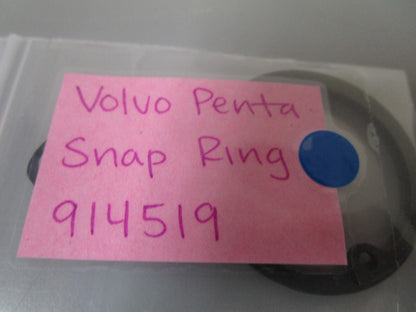 Volvo Penta
Snap Ring
914519